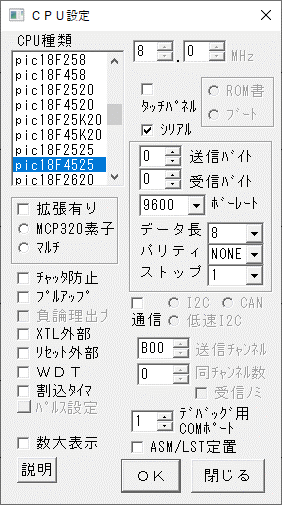 ＣＰＵ設定
CPU種類
pic18F258
pic18F458
pic18F2520
pic18F4520
pic18F25K20
pic18F45K20
pic18F2525
pic18F4525
pic18F2620
拡張有り
MCP320素子
マルチ
チャッタ防止
プルアップ
負論理出力
XTL外部
リセット外部
ＷＤＴ
割込タイマ
パルス設定
数大表示
説明
8 . 0 MHz
タッチパネル
シリアル
ROM書
ブート
0 送信バイト
0 受信バイト
9600 ボーレート
データ長 8
パリティ NONE
ストップ 1
通信
I2C CAN
低速I2C
B00 送信チャンネル
0 同チャンネル数
受信ノミ
1 デバッグ用
COMポート
ASM/LST定置
ＯＫ
閉じる